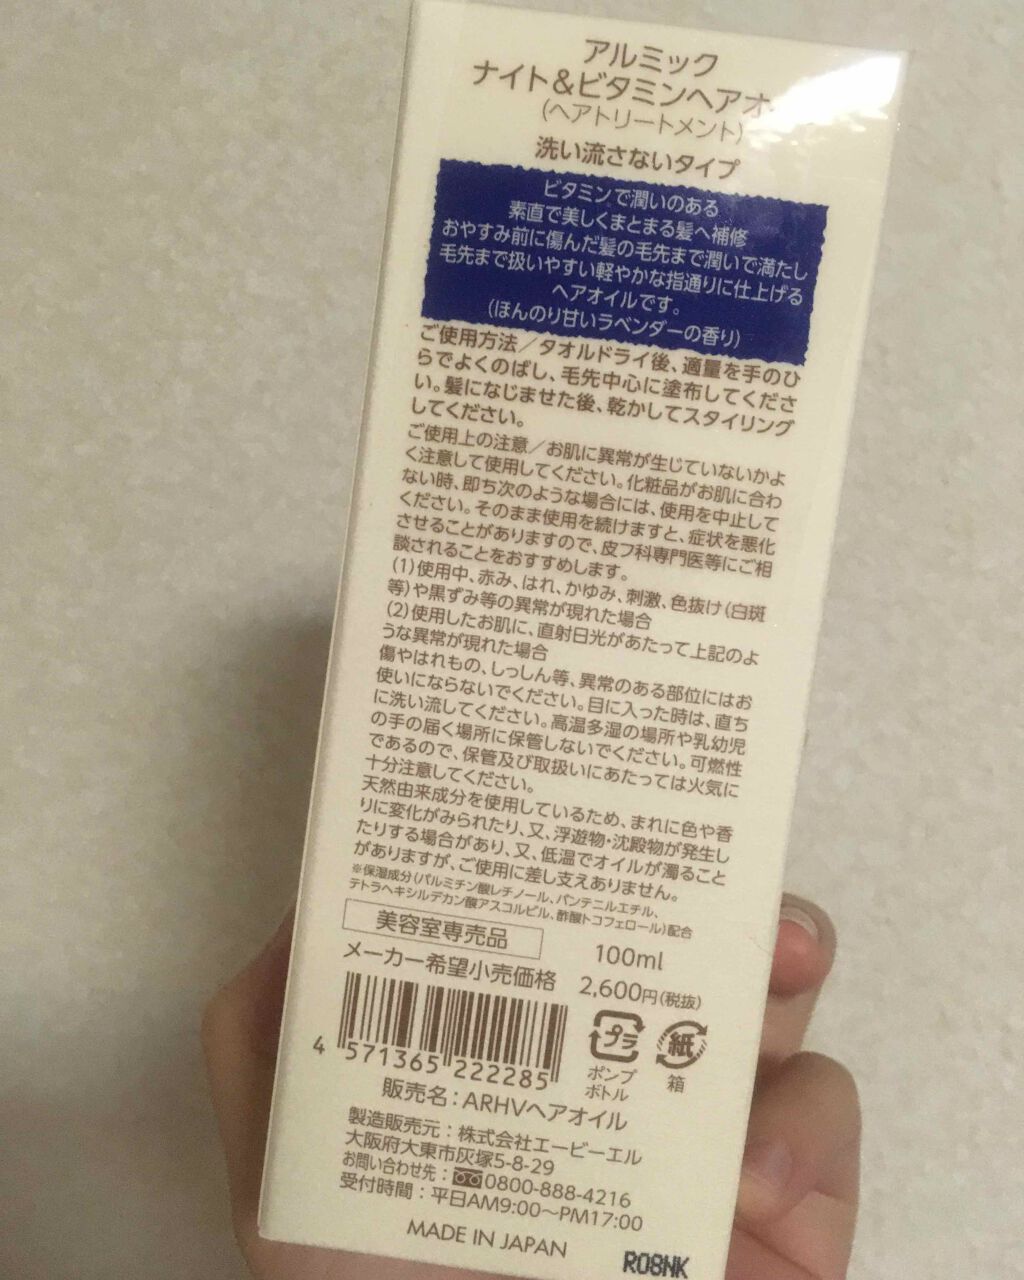 アルミック
ナイト&ビタミンヘアオ
(ヘアトリートメント)
洗い流さないタイプ
ビタミンで潤いのある
素直で美しくまとまる髪へ補修
おやすみ前に傷んだ髪の毛先まで潤いで満たし
毛先まで扱いやすい軽やかな指通りに仕上げる
ヘアオイルです。
(ほんのり甘いラベンダーの香り)
ご使用方法/タオルドライ後、適量を手のひ
らでよくのばし、毛先中心に塗布してくださ
い。髪になじませた後、乾かしてスタイリング
してください。
ご使用上の注意/お肌に異常が生じていないかよ
く注意して使用してください。化粧品がお肌に合わ
ない時、即ち次のような場合には、使用を中止して
ください。そのまま使用を続けますと、症状を悪化
させることがありますので、皮フ科専門医等にご相
談されることをおすすめします。
(1)使用中、赤み、はれ、かゆみ、刺激、色抜け(白斑
等)や黒ずみ等の異常が現れた場合
(2)使用したお肌に、直射日光があたって上記のよ
うな異常が現れた場合
傷やはれもの、しっしん等、異常のある部位にはお
使いにならないでください。目に入った時は、直ち
に洗い流してください。高温多湿の場所や乳幼児
の手の届く場所に保管しないでください。可燃性
であるので、保管及び取扱いにあたっては火気に
十分注意してください。
天然由来成分を使用しているため、まれに色や香
りに変化がみられたり、又、浮遊物・沈殿物が発生し
たりする場合があり、又、低温でオイルが濁ること
がありますが、ご使用に差し支えありません。
※保湿成分(パルミチン酸レチノール、パンテニルエチル、
テトラヘキシルデカン酸アスコルビル、酢酸トコフェロール)配合
美容室専売品 100ml
メーカー希望小売価格 2,600円(税抜)
プラ 紙
ポンプ 箱
ボトル
4 571365 222285
販売名:ARHVヘアオイル
製造販売元:株式会社エービーエル
大阪府大東市灰塚5-8-29
お問い合わせ先:0800-888-4216
受付時間:平日AM9:00〜PM17:00
MADE IN JAPAN
R08NK